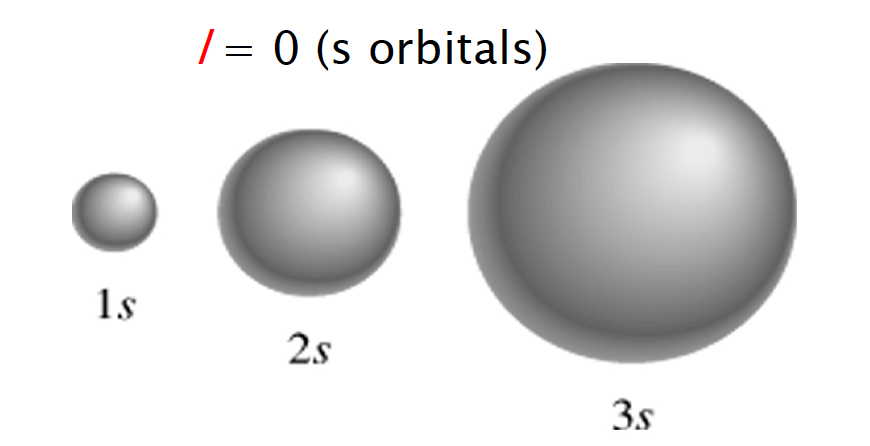 l = 0 (s orbitals)
1s
2s
3s